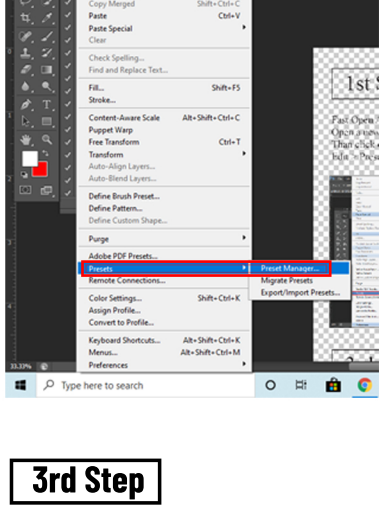 Copy Merged Shift+Ctrl+C
Paste Ctrl+V
Paste Special
Clear
Check Spelling...
Find and Replace Text...
Fill... Shift+F5
Stroke...
Content-Aware Scale Alt+Shift+Ctrl+C
Puppet Warp
Free Transform Ctrl+T
Transform
Auto-Align Layers...
Auto-Blend Layers...
Define Brush Preset...
Define Pattern...
Define Custom Shape...
Purge
Adobe PDF Presets...
Presets
Preset Manager...
Remote Connections...
Migrate Presets
Export/Import Presets...
Color Settings... Shift+Ctrl+K
Assign Profile...
Convert to Profile...
Keyboard Shortcuts... Alt+Shift+Ctrl+K
Menus... Alt+Shift+Ctrl+M
Preferences
1st S
Open a new
33.33%
Type here to search
3rd Step